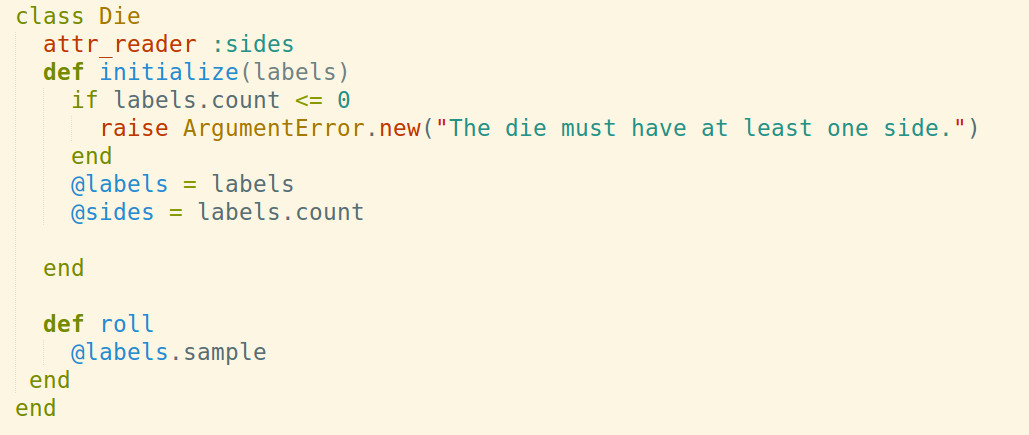 class Die
  attr_reader :sides
  def initialize(labels)
    if labels.count <= 0
      raise ArgumentError.new("The die must have at least one side.")
    end
    @labels = labels
    @sides = labels.count

  end

  def roll
    @labels.sample
 end
end